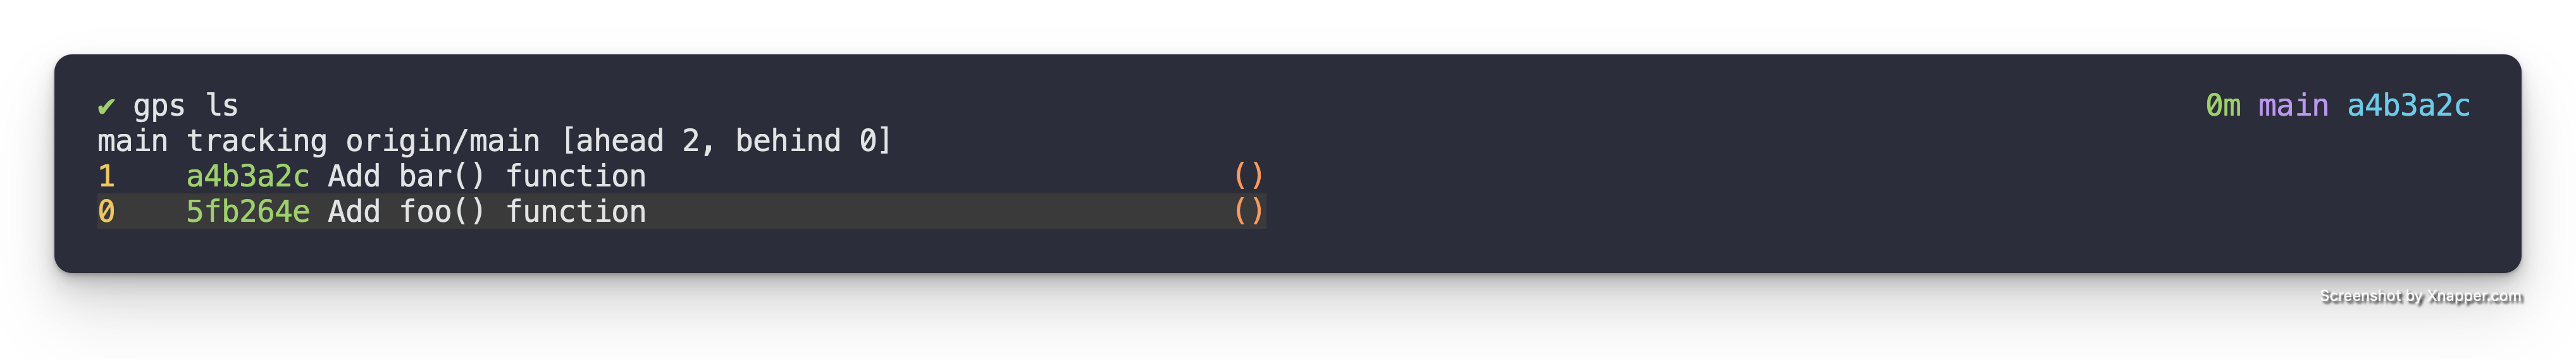 ✔ gps ls 0m main a4b3a2c
main tracking origin/main [ahead 2, behind 0]
1 a4b3a2c Add bar() function ()
0 5fb264e Add foo() function ()
Screenshot by Xnapper.com